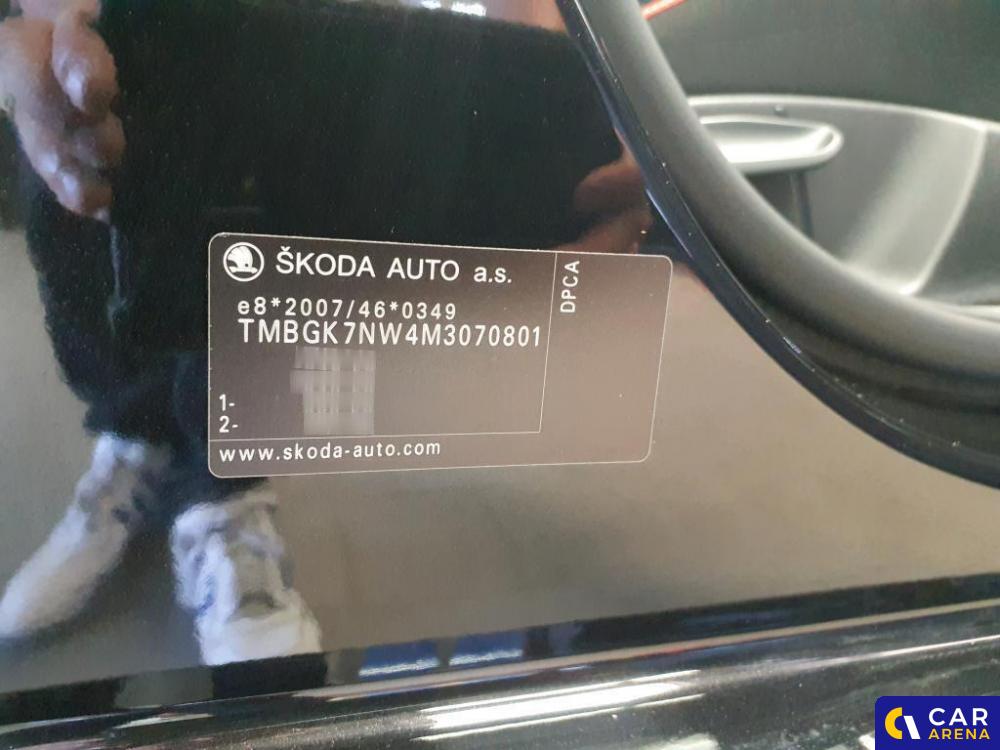 ŠKODA AUTO a.s.
DPCA
e8*2007/46*0349
TMBGK7NW4M3070801
1-
2-
www.skoda-auto.com
CAR
ARENA